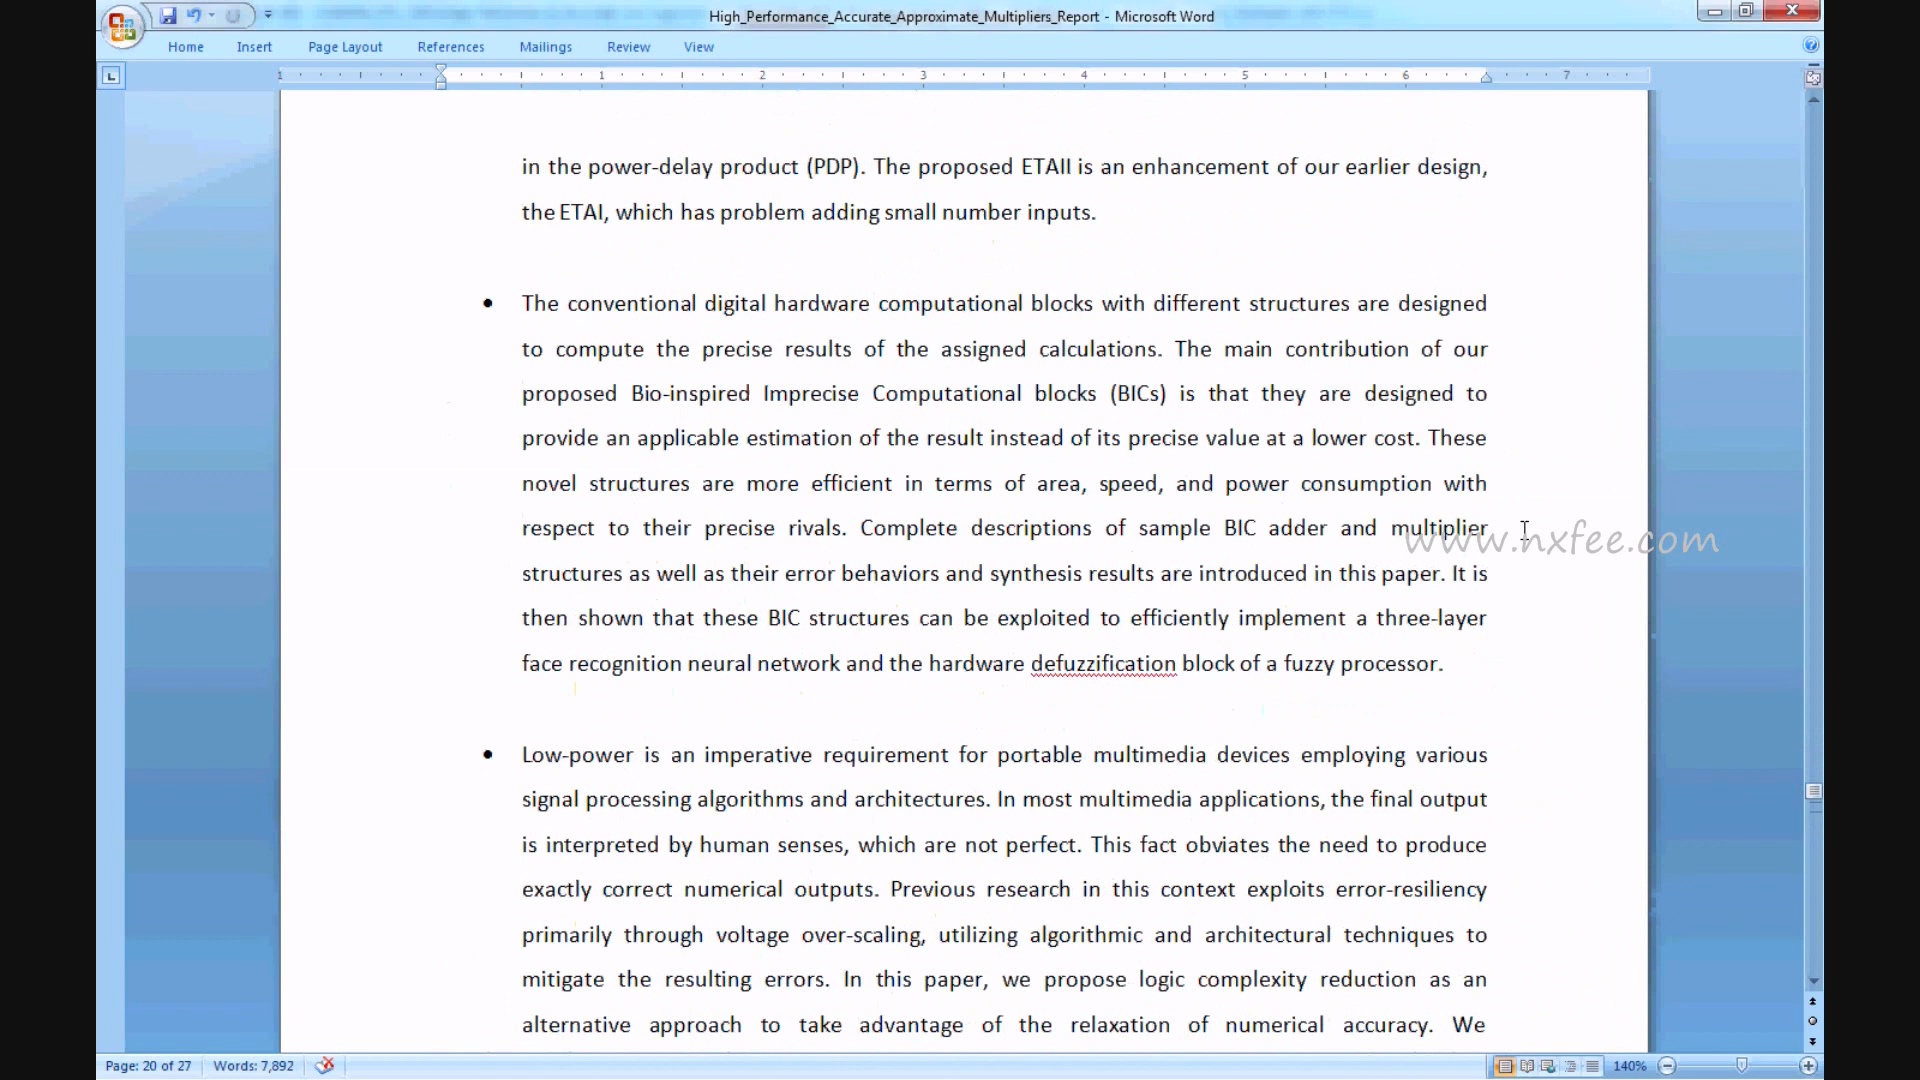 High_Performance_Accurate_Approximate_Multipliers_Report - Microsoft Word
Home Insert Page Layout References Mailings Review View
1 1 2 3 4 5 6 7
in the power-delay product (PDP). The proposed ETAII is an enhancement of our earlier design,
the ETAI, which has problem adding small number inputs.
• The conventional digital hardware computational blocks with different structures are designed
to compute the precise results of the assigned calculations. The main contribution of our
proposed Bio-inspired Imprecise Computational blocks (BICs) is that they are designed to
provide an applicable estimation of the result instead of its precise value at a lower cost. These
novel structures are more efficient in terms of area, speed, and power consumption with
respect to their precise rivals. Complete descriptions of sample BIC adder and multiplier
www.nxfee.com
structures as well as their error behaviors and synthesis results are introduced in this paper. It is
then shown that these BIC structures can be exploited to efficiently implement a three-layer
face recognition neural network and the hardware defuzzification block of a fuzzy processor.
• Low-power is an imperative requirement for portable multimedia devices employing various
signal processing algorithms and architectures. In most multimedia applications, the final output
is interpreted by human senses, which are not perfect. This fact obviates the need to produce
exactly correct numerical outputs. Previous research in this context exploits error-resiliency
primarily through voltage over-scaling, utilizing algorithmic and architectural techniques to
mitigate the resulting errors. In this paper, we propose logic complexity reduction as an
alternative approach to take advantage of the relaxation of numerical accuracy. We
Page: 20 of 27 Words: 7,892 140%